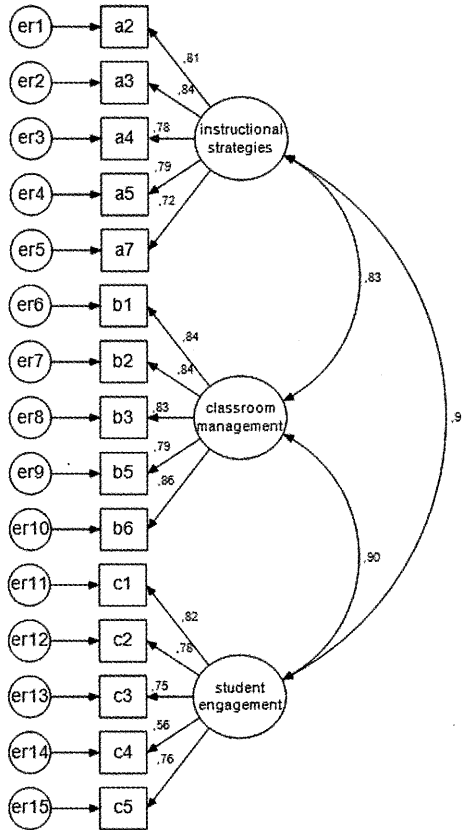 er1
a2
,81
er2
a3
,84
er3
a4
,78
instructional
strategies
er4
a5
,79
,72
er5
a7
,83
er6
b1
,84
er7
b2
,84
er8
b3
,83
classroom
management
,9
er9
b5
,79
,86
er10
b6
,90
er11
c1
,82
er12
c2
,78
er13
c3
,75
student
engagement
er14
c4
,56
,76
er15
c5